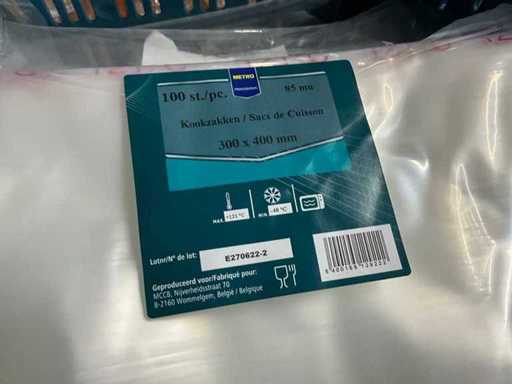 METRO
PROFESSIONAL
100 st./pc.
85 mu
Kookzakken / Sacs de Cuisson
300 x 400 mm
MAX. +121 °C
MIN. -40 °C
Lotnr/N° de lot: E270622-2
Geproduceerd voor/Fabriqué pour:
MCCB, Nijverheidsstraat 70
B-2160 Wommelgem, België / Belgique